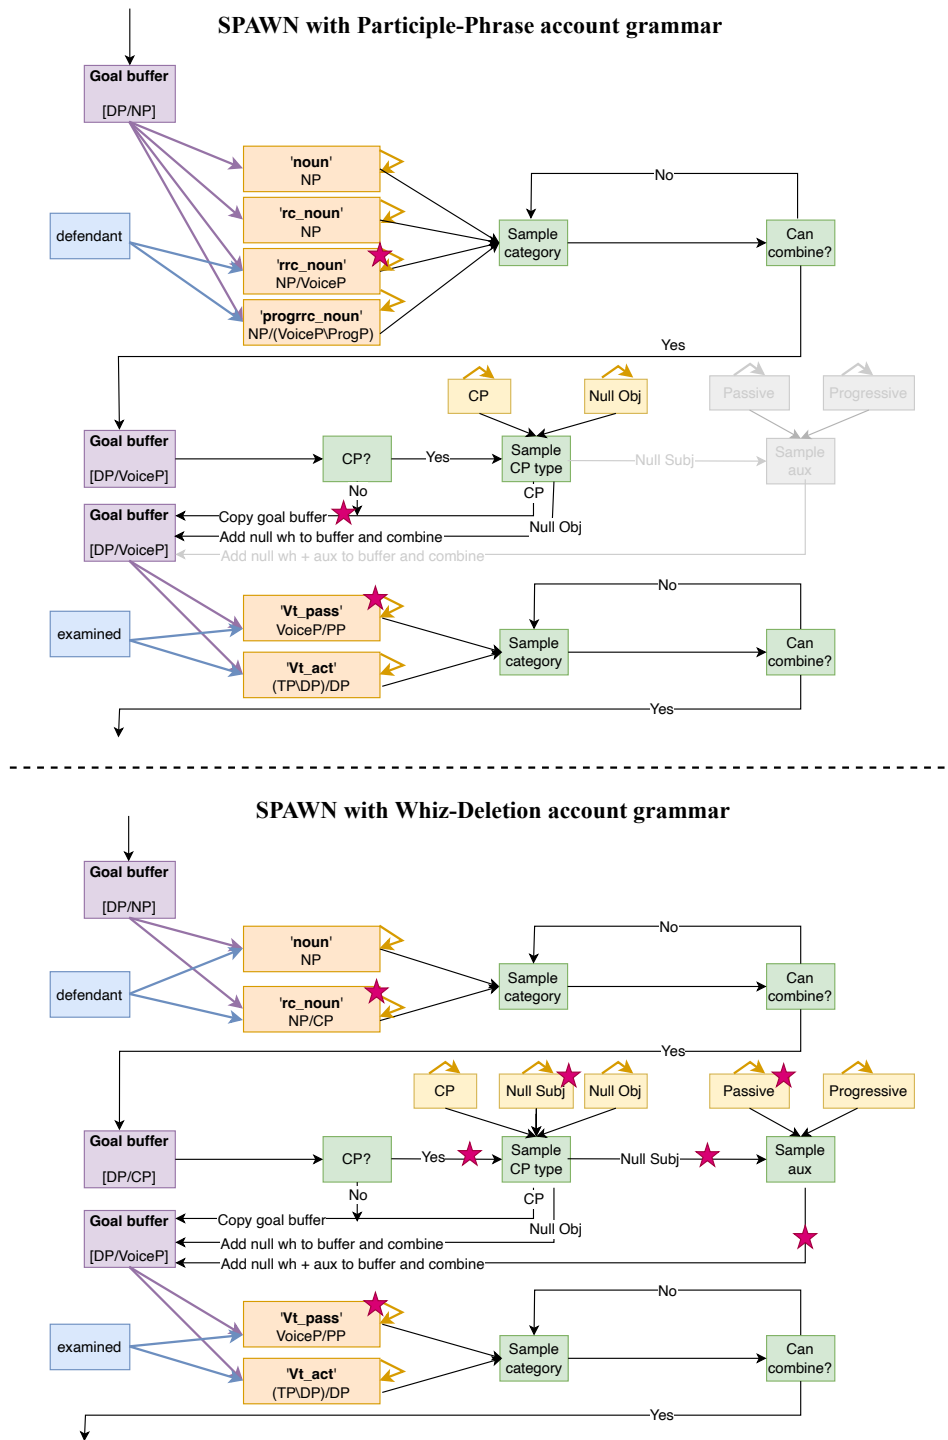 SPAWN with Participle-Phrase account grammar
Goal buffer
[DP/NP]
'noun'
NP
No
'rc_noun'
NP
defendant
Sample
category
Can
combine?
'rrc_noun'
NP/VoiceP
'progrrc_noun'
NP/(VoiceP\ProgP)
Yes
CP
Null Obj
Passive
Progressive
Goal buffer
[DP/VoiceP]
CP?
Yes
Sample
CP type
Null Subj
Sample
aux
No
CP
Null Obj
Goal buffer
[DP/VoiceP]
Copy goal buffer
Add null wh to buffer and combine
Add null wh + aux to buffer and combine
No
examined
'Vt_pass'
VoiceP/PP
Sample
category
Can
combine?
'Vt_act'
(TP\DP)/DP
Yes
SPAWN with Whiz-Deletion account grammar
Goal buffer
[DP/NP]
No
'noun'
NP
defendant
Sample
category
Can
combine?
'rc_noun'
NP/CP
Yes
CP
Null Subj
Null Obj
Passive
Progressive
Goal buffer
[DP/CP]
CP?
Yes
Sample
CP type
Null Subj
Sample
aux
No
CP
Null Obj
Goal buffer
[DP/VoiceP]
Copy goal buffer
Add null wh to buffer and combine
Add null wh + aux to buffer and combine
No
examined
'Vt_pass'
VoiceP/PP
Sample
category
Can
combine?
'Vt_act'
(TP\DP)/DP
Yes